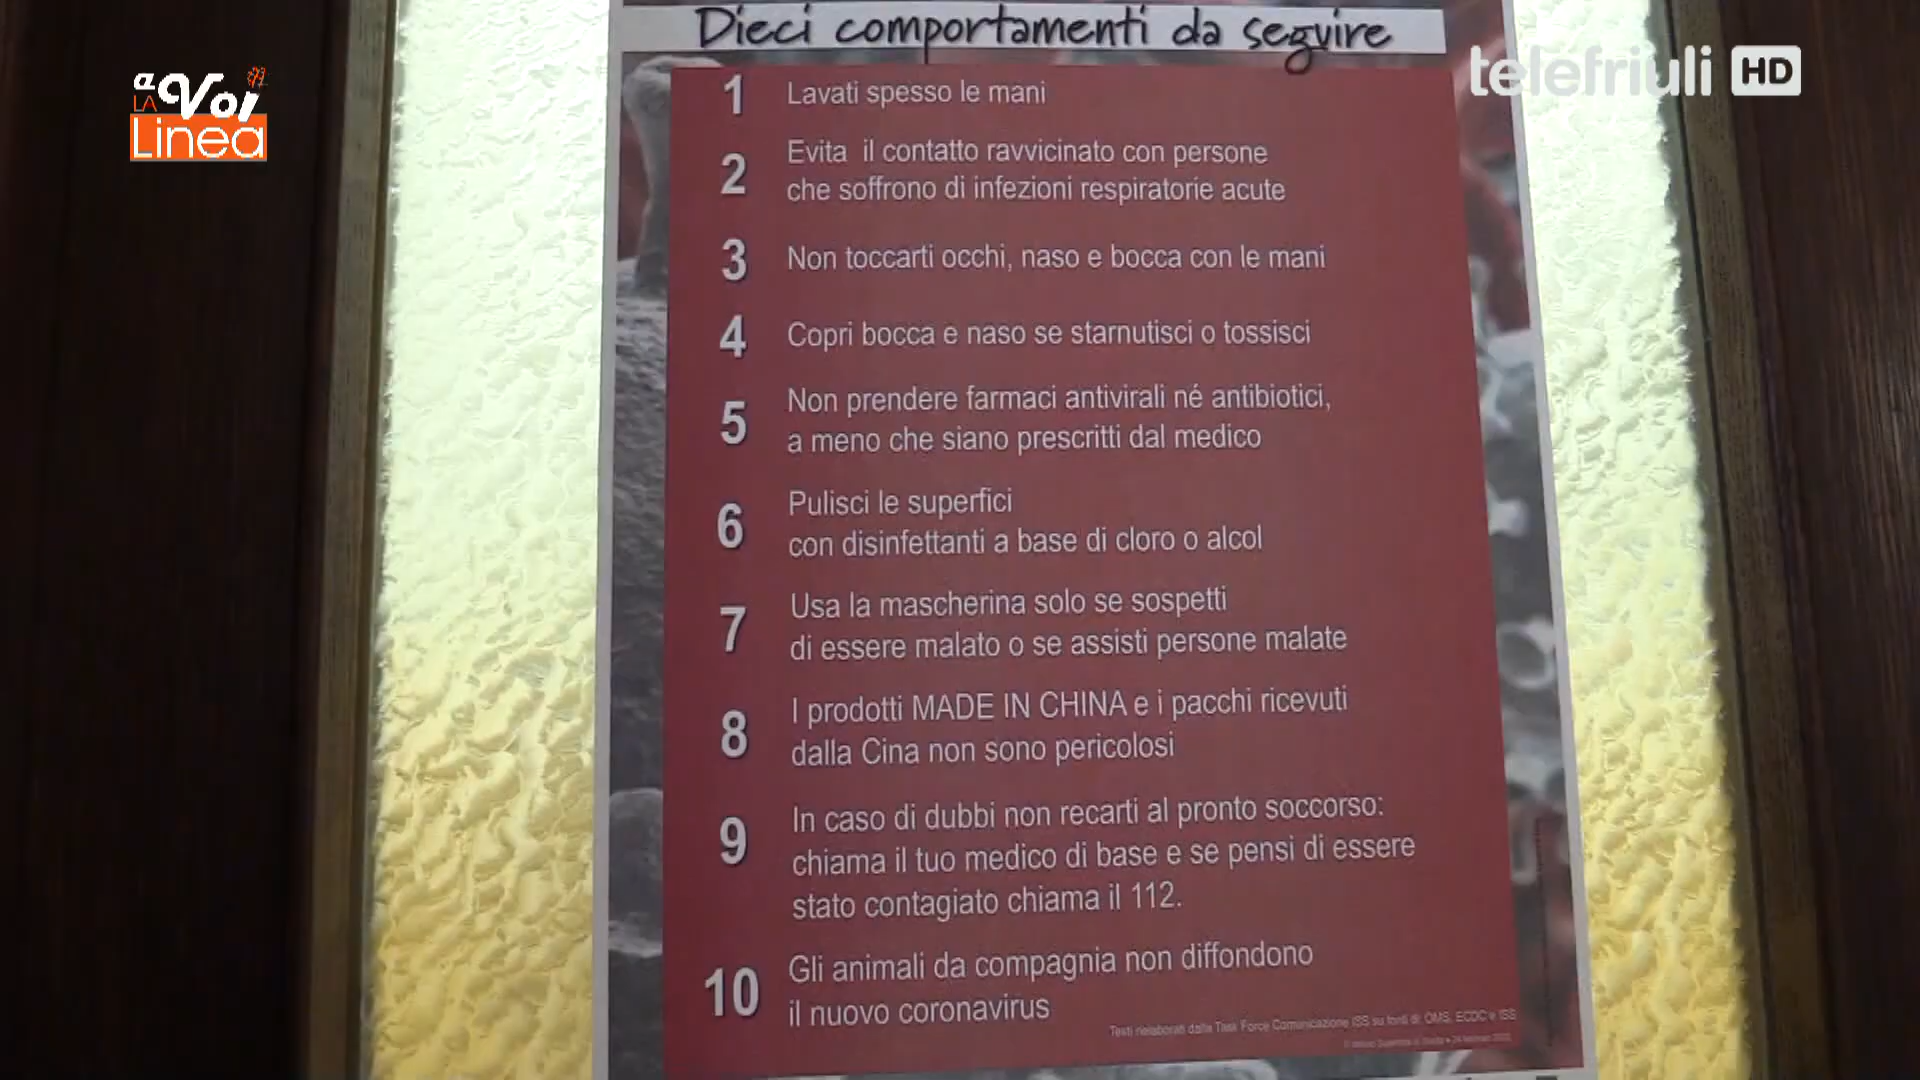 Dieci comportamenti da seguire
a Voi
LA
Linea
telefriuli HD
1 Lavati spesso le mani
2 Evita il contatto ravvicinato con persone
che soffrono di infezioni respiratorie acute
3 Non toccarti occhi, naso e bocca con le mani
4 Copri bocca e naso se starnutisci o tossisci
5 Non prendere farmaci antivirali né antibiotici,
a meno che siano prescritti dal medico
6 Pulisci le superfici
con disinfettanti a base di cloro o alcol
7 Usa la mascherina solo se sospetti
di essere malato o se assisti persone malate
8 I prodotti MADE IN CHINA e i pacchi ricevuti
dalla Cina non sono pericolosi
9 In caso di dubbi non recarti al pronto soccorso:
chiama il tuo medico di base e se pensi di essere
stato contagiato chiama il 112.
10 Gli animali da compagnia non diffondono
il nuovo coronavirus
Testi rielaborati dalla Task Force Comunicazione ISS su fonti di: OMS, ECDC e ISS